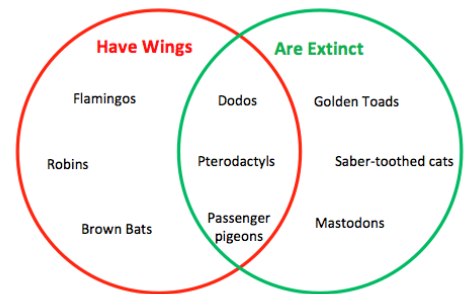 Have Wings
Are Extinct
Flamingos
Dodos
Golden Toads
Robins
Pterodactyls
Saber-toothed cats
Brown Bats
Passenger
pigeons
Mastodons